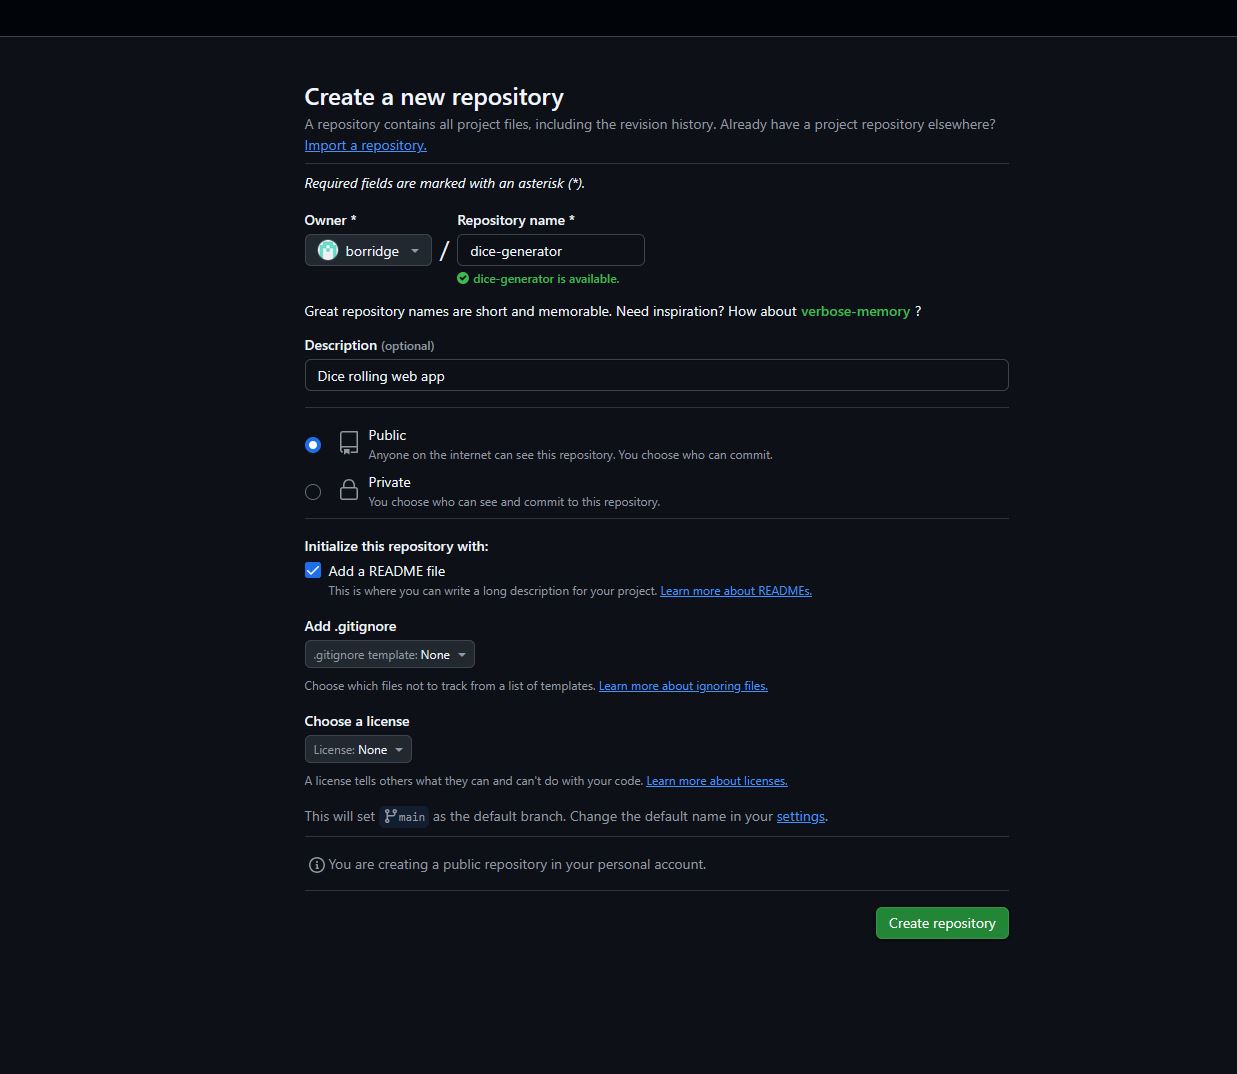 Create a new repository
A repository contains all project files, including the revision history. Already have a project repository elsewhere?
Import a repository.
Required fields are marked with an asterisk (*).
Owner * Repository name *
borridge / dice-generator
dice-generator is available.
Great repository names are short and memorable. Need inspiration? How about verbose-memory ?
Description (optional)
Dice rolling web app
Public
Anyone on the internet can see this repository. You choose who can commit.
Private
You choose who can see and commit to this repository.
Initialize this repository with:
Add a README file
This is where you can write a long description for your project. Learn more about READMEs.
Add .gitignore
.gitignore template: None
Choose which files not to track from a list of templates. Learn more about ignoring files.
Choose a license
License: None
A license tells others what they can and can't do with your code. Learn more about licenses.
This will set main as the default branch. Change the default name in your settings.
You are creating a public repository in your personal account.
Create repository